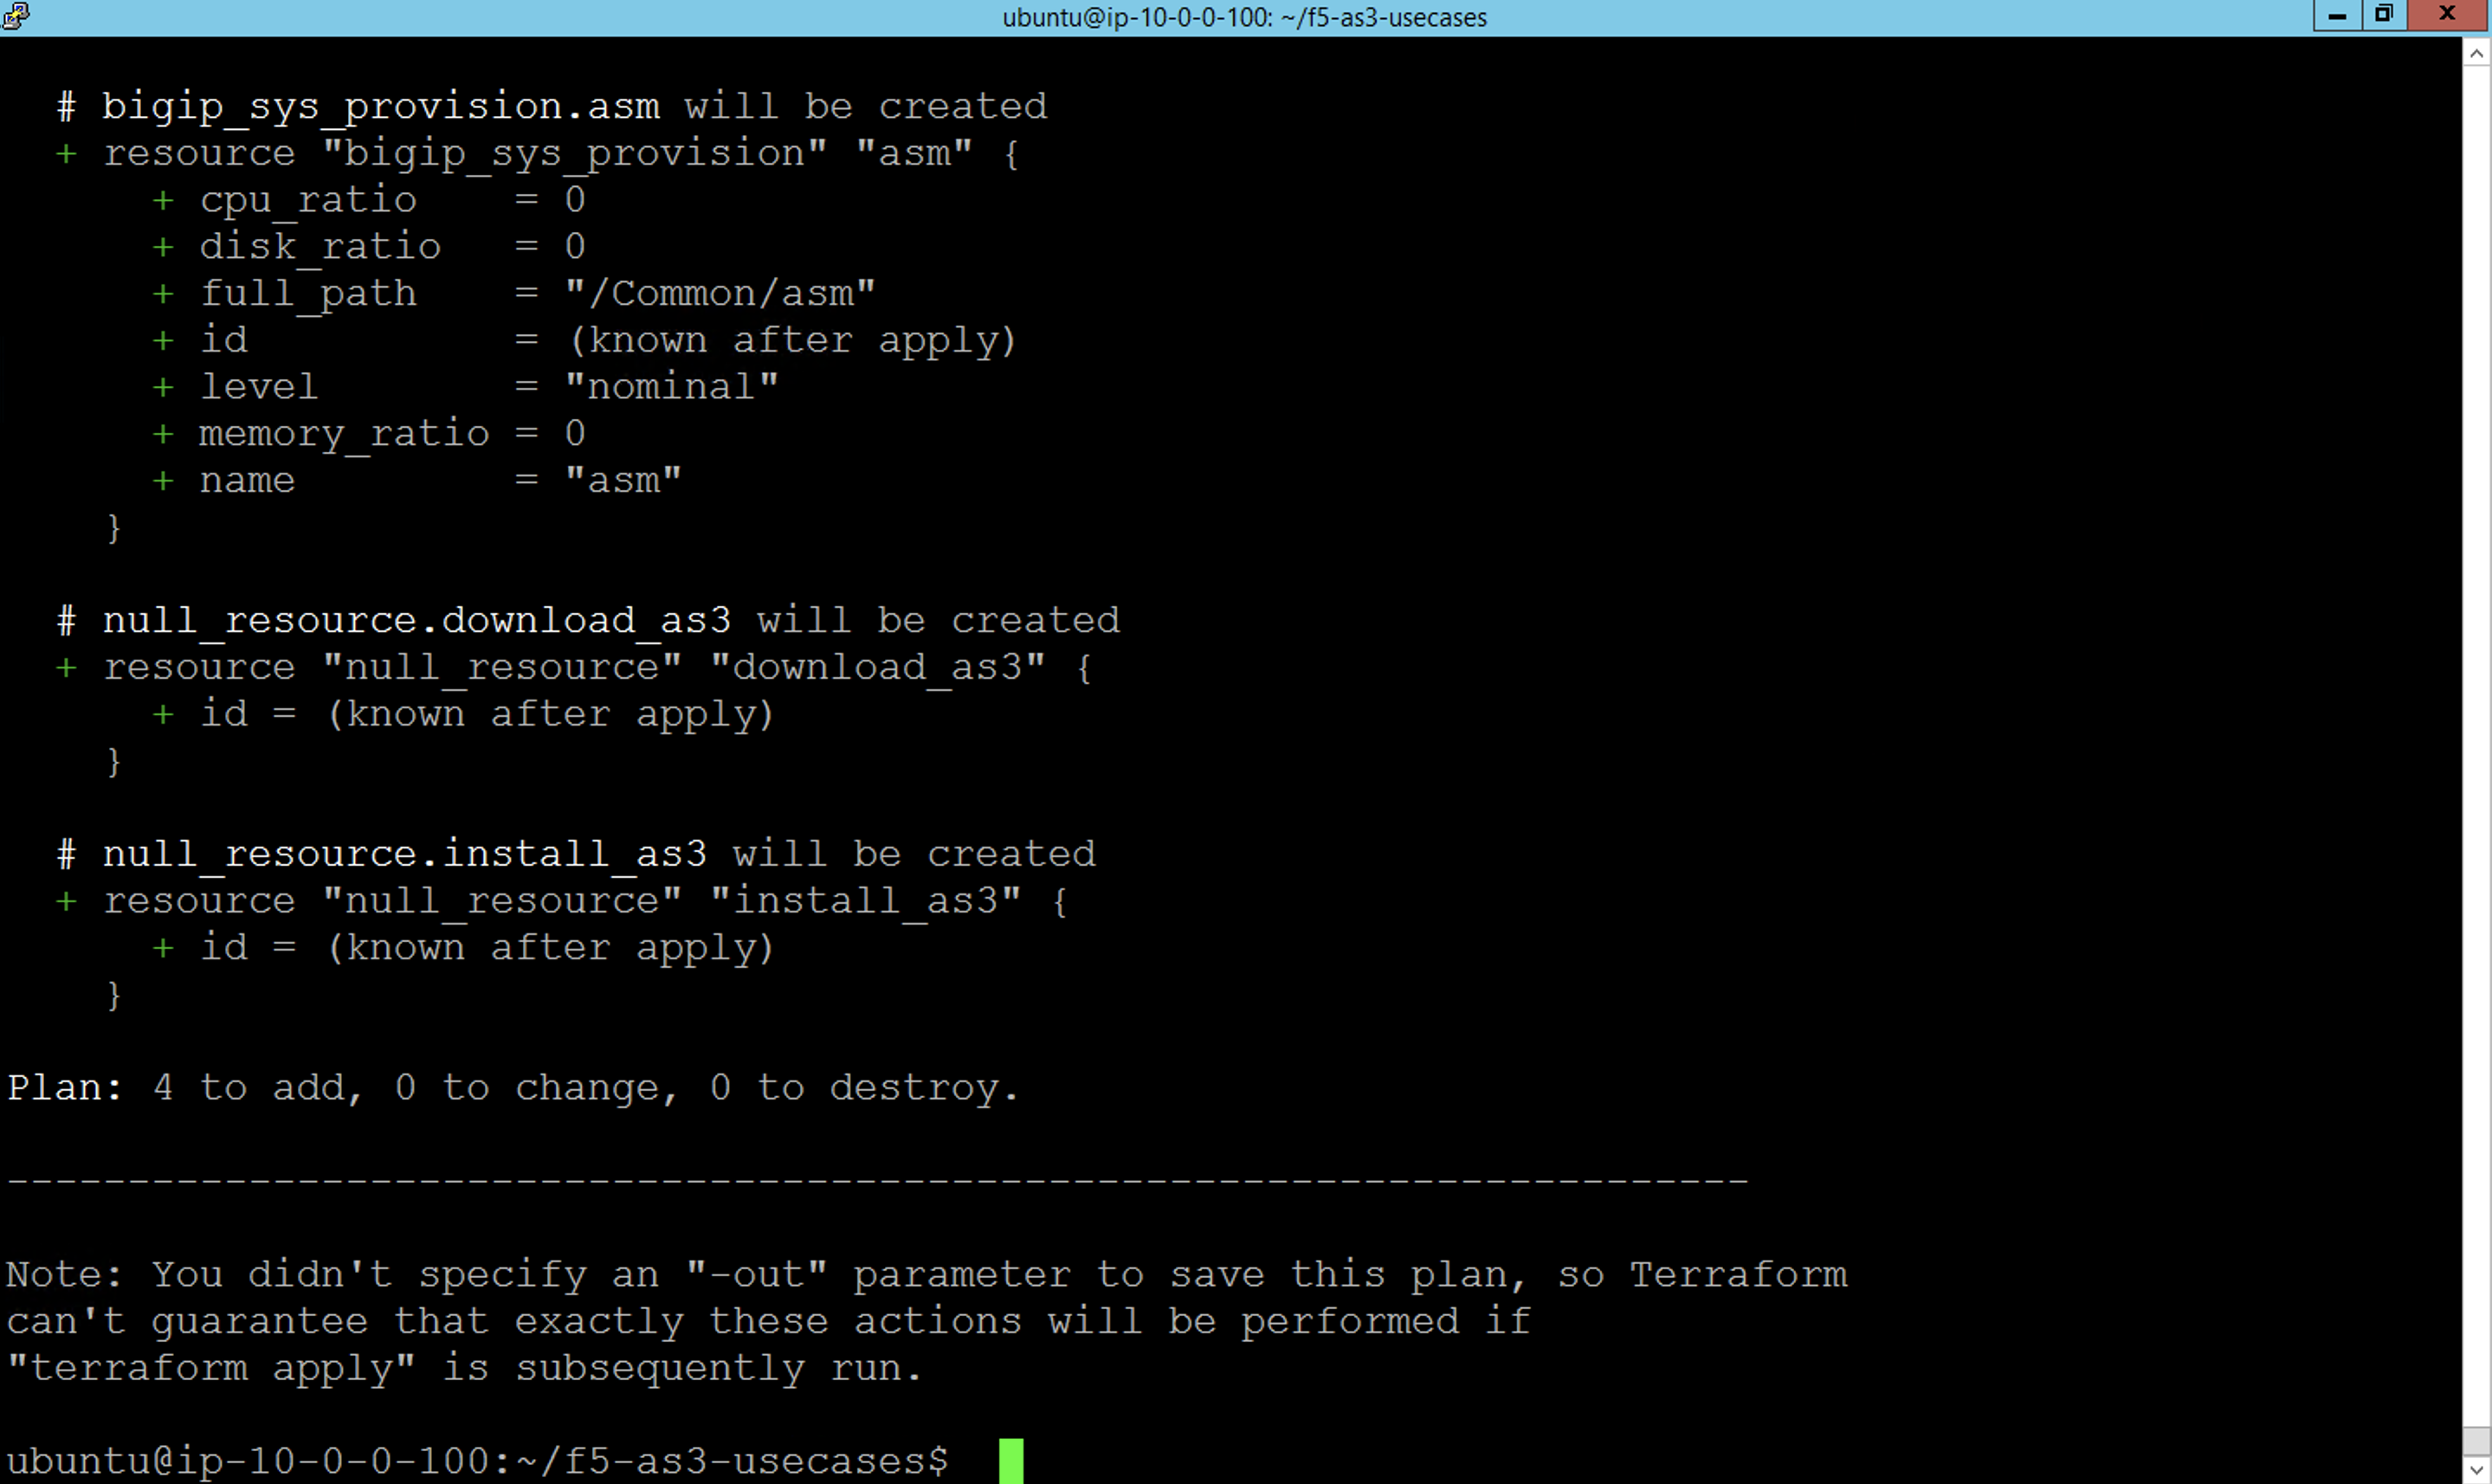 ubuntu@ip-10-0-0-100: ~/f5-as3-usecases
# bigip_sys_provision.asm will be created
+ resource "bigip_sys_provision" "asm" {
+ cpu_ratio    = 0
+ disk_ratio   = 0
+ full_path    = "/Common/asm"
+ id           = (known after apply)
+ level        = "nominal"
+ memory_ratio = 0
+ name         = "asm"
}
# null_resource.download_as3 will be created
+ resource "null_resource" "download_as3" {
+ id = (known after apply)
}
# null_resource.install_as3 will be created
+ resource "null_resource" "install_as3" {
+ id = (known after apply)
}
Plan: 4 to add, 0 to change, 0 to destroy.
------------------------------------------------------------------------
Note: You didn't specify an "-out" parameter to save this plan, so Terraform
can't guarantee that exactly these actions will be performed if
"terraform apply" is subsequently run.
ubuntu@ip-10-0-0-100:~/f5-as3-usecases$